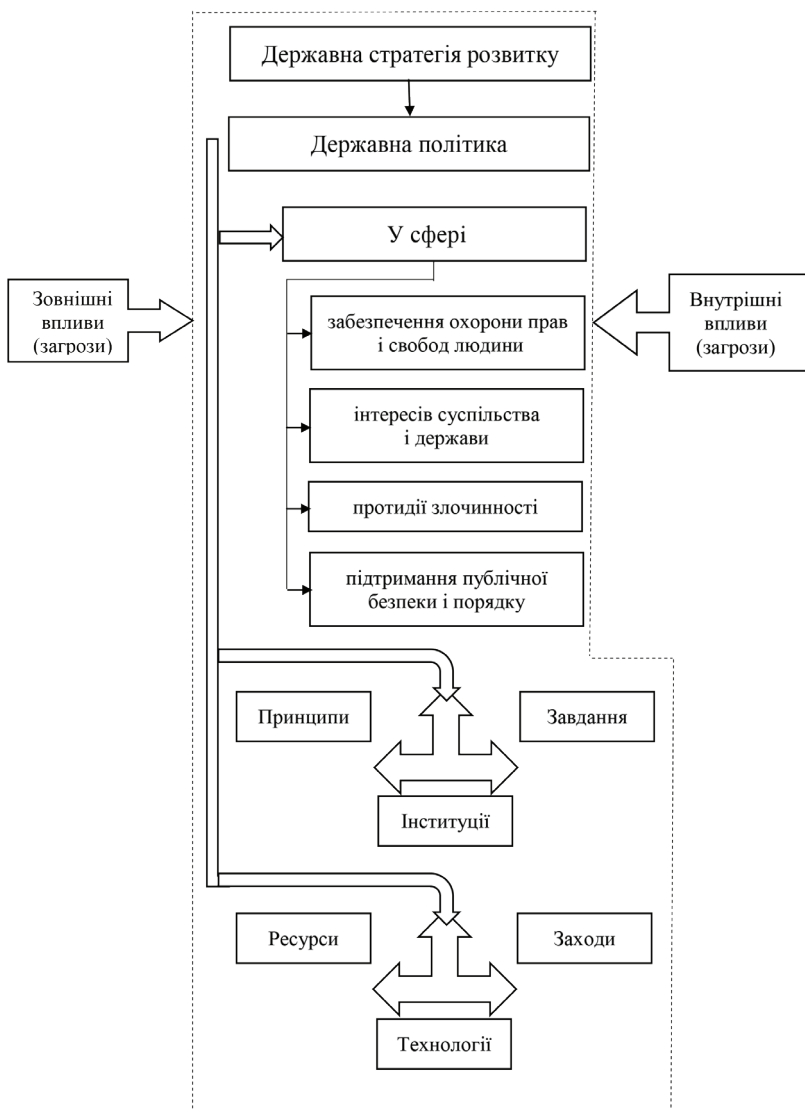 Державна стратегія розвитку
Державна політика
У сфері
Зовнішні
впливи
(загрози)
Внутрішні
впливи
(загрози)
забезпечення охорони прав
і свобод людини
інтересів суспільства
і держави
протидії злочинності
підтримання публічної
безпеки і порядку
Принципи
Завдання
Інституції
Ресурси
Заходи
Технології